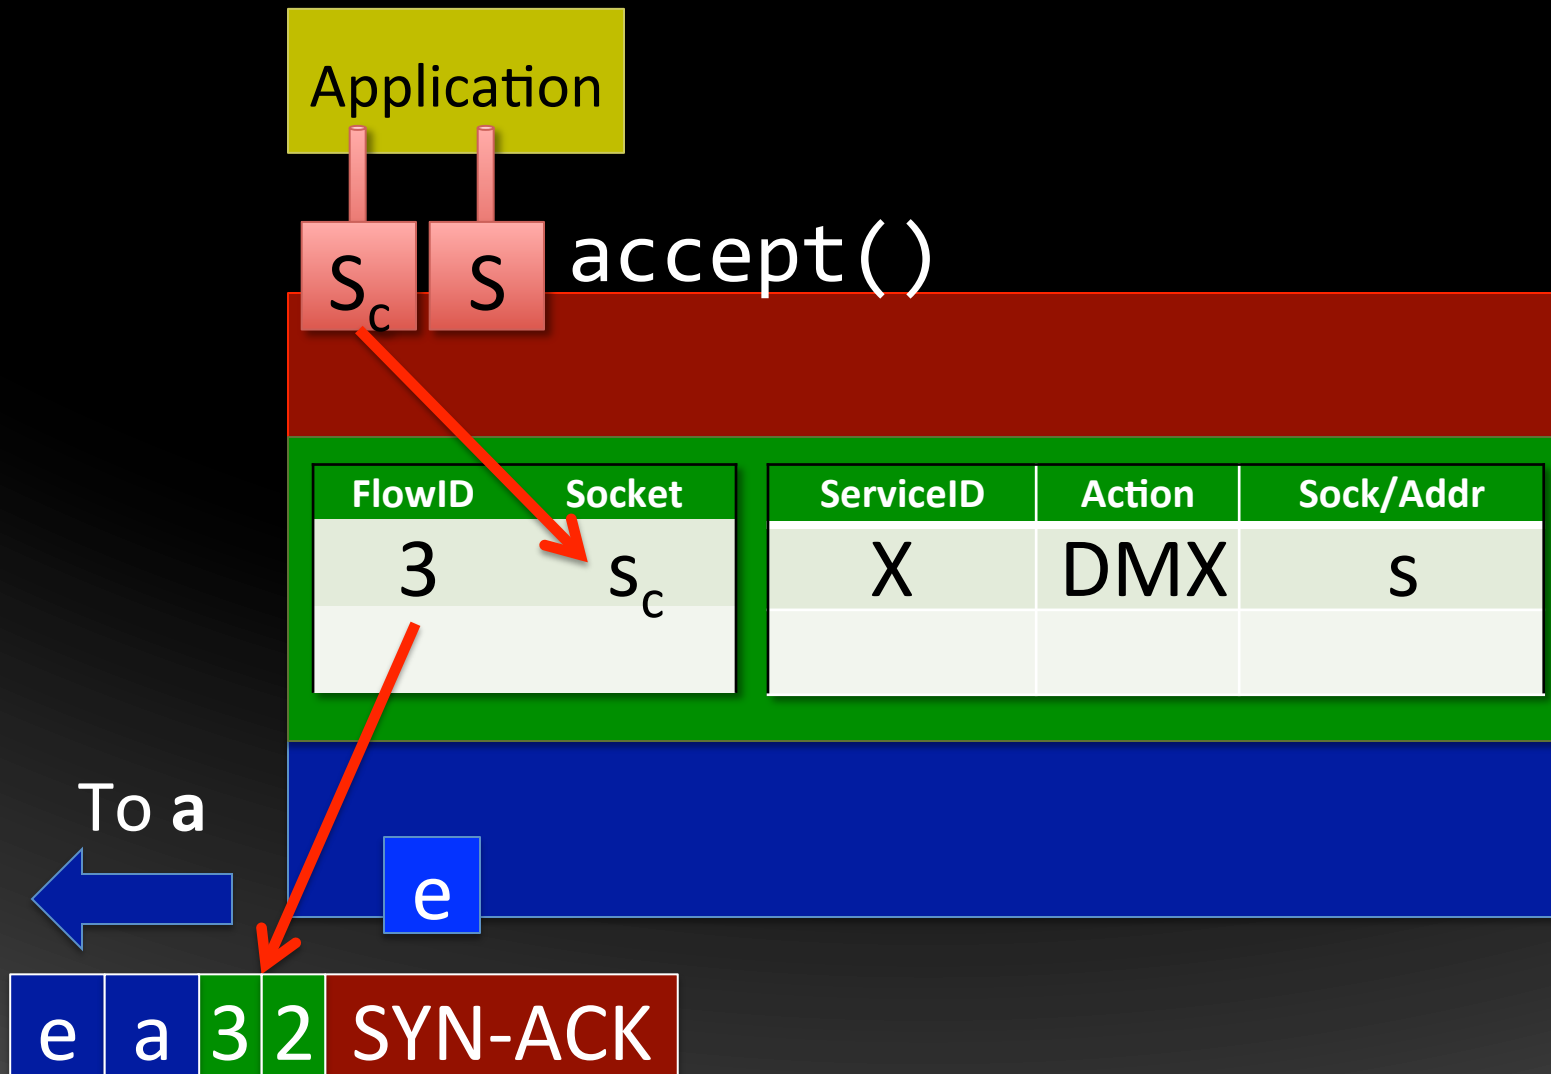 Application
Sc S accept()
FlowID Socket ServiceID Action Sock/Addr
3 sc X DMX s
To a
e
e a 3 2 SYN-ACK